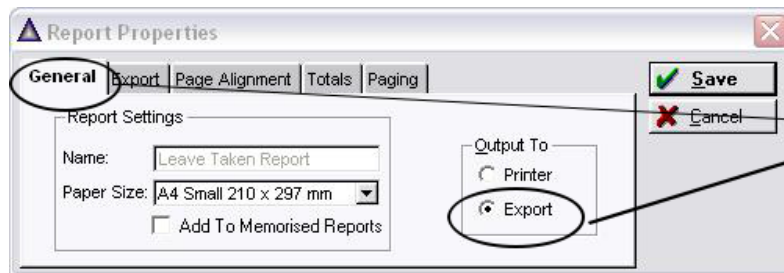 Report Properties
General Export Page Alignment Totals Paging
Save
Cancel
Report Settings
Name: Leave Taken Report
Paper Size: A4 Small 210 x 297 mm
Add To Memorised Reports
Output To
Printer
Export